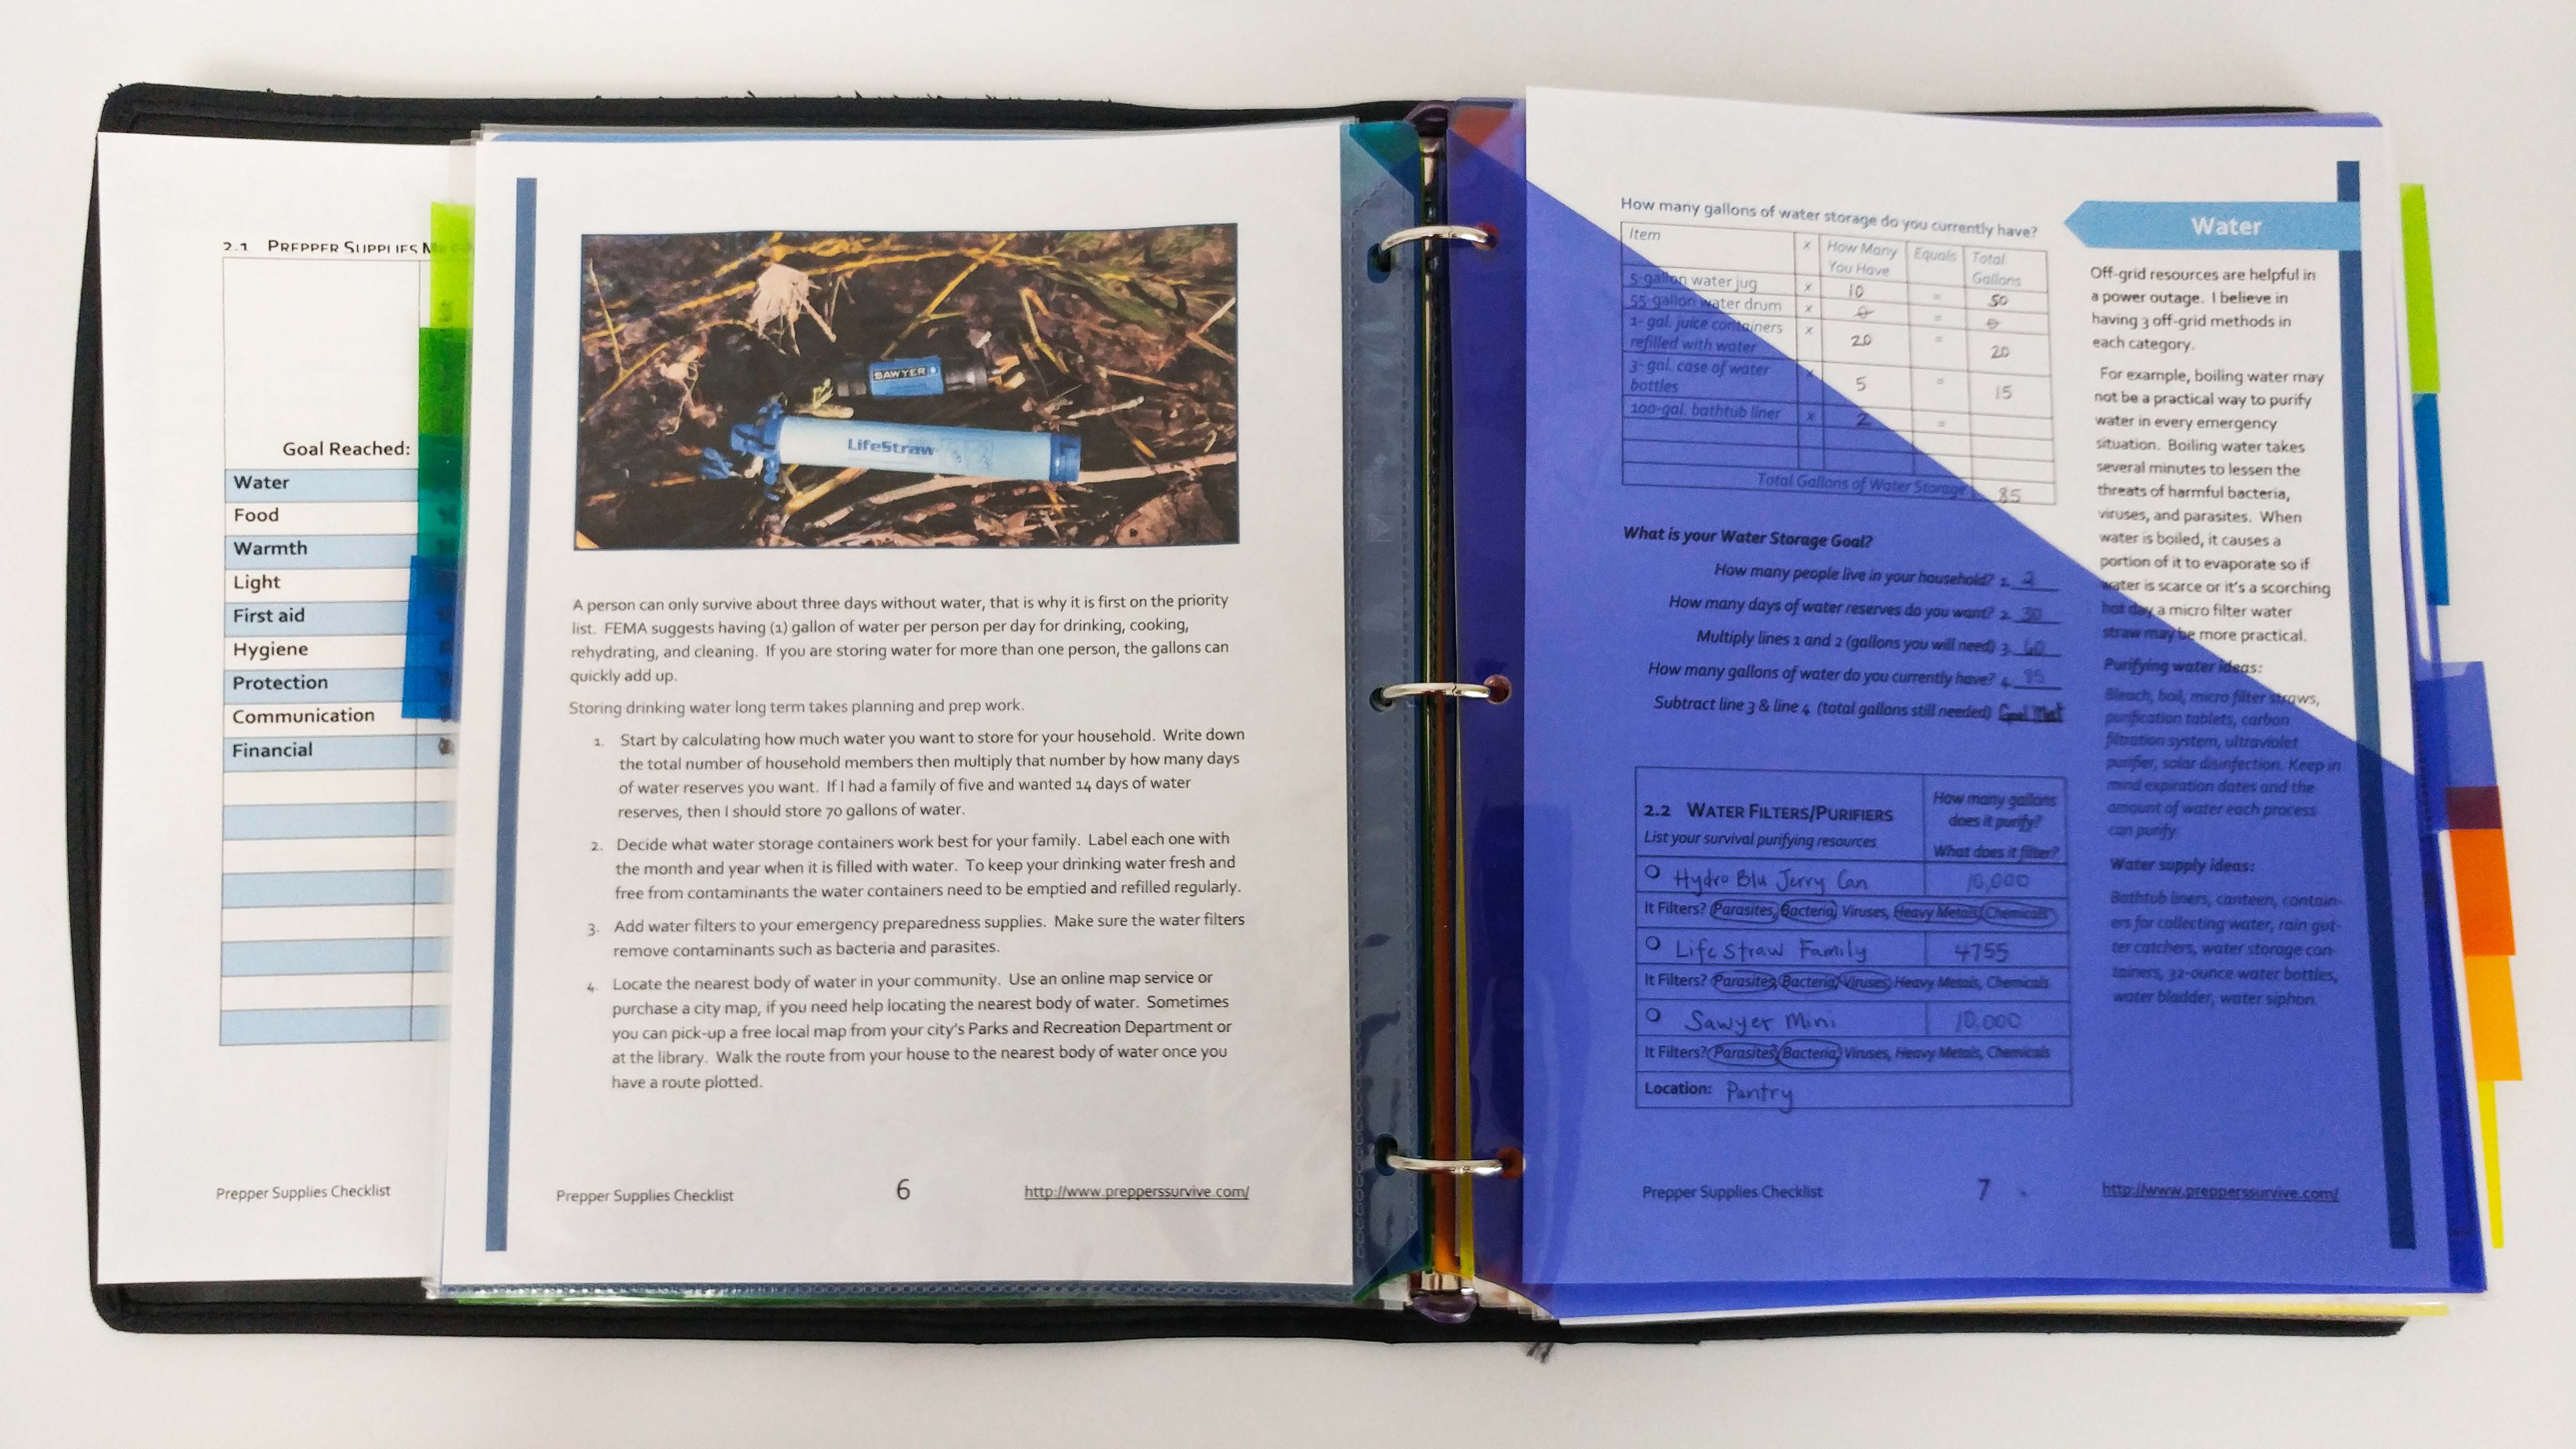 2.1 PREPPER SUPPLIES
Goal Reached:
Water
Food
Warmth
Light
First aid
Hygiene
Protection
Communication
Financial
Prepper Supplies Checklist
SAWYER
LifeStraw
A person can only survive about three days without water, that is why it is first on the priority
list. FEMA suggests having (1) gallon of water per person per day for drinking, cooking,
rehydrating, and cleaning. If you are storing water for more than one person, the gallons can
quickly add up.
Storing drinking water long term takes planning and prep work.
1. Start by calculating how much water you want to store for your household. Write down
the total number of household members then multiply that number by how many days
of water reserves you want. If I had a family of five and wanted 14 days of water
reserves, then I should store 70 gallons of water.
2. Decide what water storage containers work best for your family. Label each one with
the month and year when it is filled with water. To keep your drinking water fresh and
free from contaminants the water containers need to be emptied and refilled regularly.
3. Add water filters to your emergency preparedness supplies. Make sure the water filters
remove contaminants such as bacteria and parasites.
4. Locate the nearest body of water in your community. Use an online map service or
purchase a city map, if you need help locating the nearest body of water. Sometimes
you can pick-up a free local map from your city's Parks and Recreation Department or
at the library. Walk the route from your house to the nearest body of water once you
have a route plotted.
Prepper Supplies Checklist 6 http://www.prepperssurvive.com/
How many gallons of water storage do you currently have?
Item x How Many Equals Total
You Have Gallons
5-gallon water jug x 10 = 50
55-gallon water drum x 0 = 0
1- gal. juice containers x 20 = 20
refilled with water
3- gal. case of water x 5 = 15
bottles
100-gal. bathtub liner x 2 =
Total Gallons of Water Storage 85
What is your Water Storage Goal?
How many people live in your household? 1. 2
How many days of water reserves do you want? 2. 30
Multiply lines 1 and 2 (gallons you will need) 3. 60
How many gallons of water do you currently have? 4. 85
Subtract line 3 & line 4 (total gallons still needed) Goal Met
2.2 WATER FILTERS/PURIFIERS
List your survival purifying resources
How many gallons
does it purify?
What does it filter?
Hydro Blu Jerry Can 10,000
It Filters? Parasites, Bacteria, Viruses, Heavy Metals, Chemicals
Life Straw Family 4755
It Filters? Parasites, Bacteria, Viruses, Heavy Metals, Chemicals
Sawyer Mini 10,000
It Filters? Parasites, Bacteria, Viruses, Heavy Metals, Chemicals
Location: Pantry
Water
Off-grid resources are helpful in
a power outage. I believe in
having 3 off-grid methods in
each category.
For example, boiling water may
not be a practical way to purify
water in every emergency
situation. Boiling water takes
several minutes to lessen the
threats of harmful bacteria,
viruses, and parasites. When
water is boiled, it causes a
portion of it to evaporate so if
water is scarce or it's a scorching
hot day a micro filter water
straw may be more practical.
Purifying water ideas:
Bleach, boil, micro filter straws,
purification tablets, carbon
filtration system, ultraviolet
purifier, solar disinfection. Keep in
mind expiration dates and the
amount of water each process
can purify.
Water supply ideas:
Bathtub liners, canteen, contain-
ers for collecting water, rain gut-
ter catchers, water storage con-
tainers, 32-ounce water bottles,
water bladder, water siphon.
Prepper Supplies Checklist 7 http://www.prepperssurvive.com/